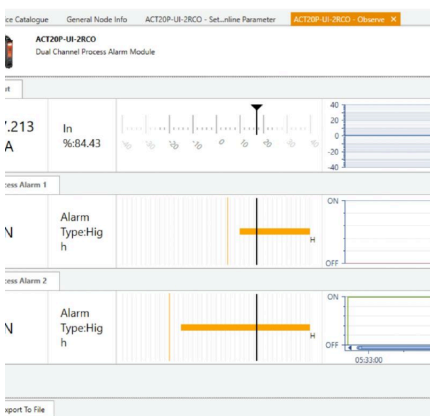 ce Catalogue General Node Info ACT20P-UI-2RCO - Set...nline Parameter ACT20P-UI-2RCO - Observe ×
ACT20P-UI-2RCO
Dual Channel Process Alarm Module
7.213
A
In
%:84.43
40
20
0
-20
-40
cess Alarm 1
N
Alarm
Type:Hig
h
H
ON
OFF
cess Alarm 2
N
Alarm
Type:Hig
h
H
ON
OFF
05:33:00
xport To File